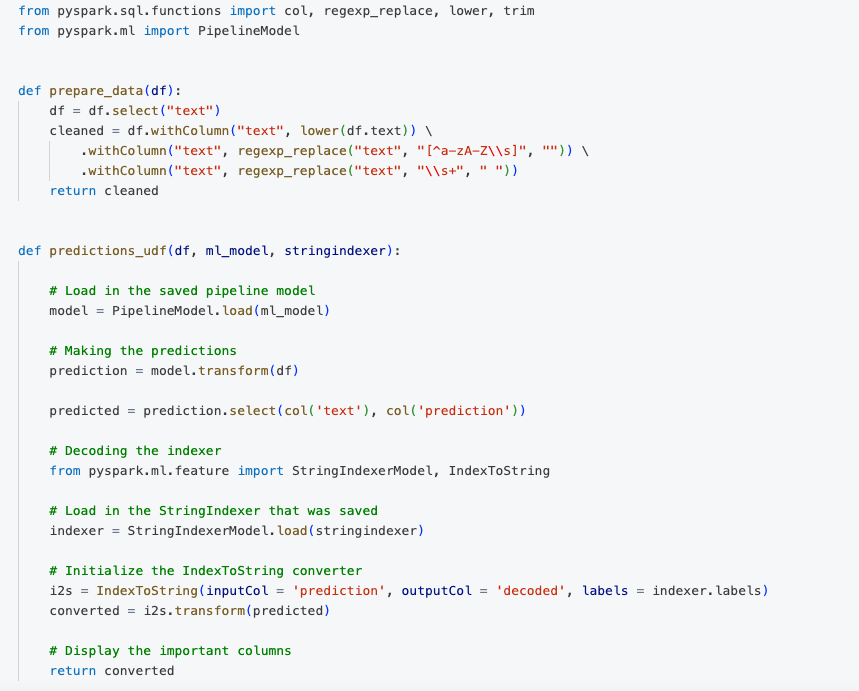 from pyspark.sql.functions import col, regexp_replace, lower, trim
from pyspark.ml import PipelineModel
def prepare_data(df):
df = df.select("text")
cleaned = df.withColumn("text", lower(df.text)) \
.withColumn("text", regexp_replace("text", "[^a-zA-Z\\s]", "")) \
.withColumn("text", regexp_replace("text", "\\s+", " "))
return cleaned
def predictions_udf(df, ml_model, stringindexer):
# Load in the saved pipeline model
model = PipelineModel.load(ml_model)
# Making the predictions
prediction = model.transform(df)
predicted = prediction.select(col('text'), col('prediction'))
# Decoding the indexer
from pyspark.ml.feature import StringIndexerModel, IndexToString
# Load in the StringIndexer that was saved
indexer = StringIndexerModel.load(stringindexer)
# Initialize the IndexToString converter
i2s = IndexToString(inputCol = 'prediction', outputCol = 'decoded', labels = indexer.labels)
converted = i2s.transform(predicted)
# Display the important columns
return converted